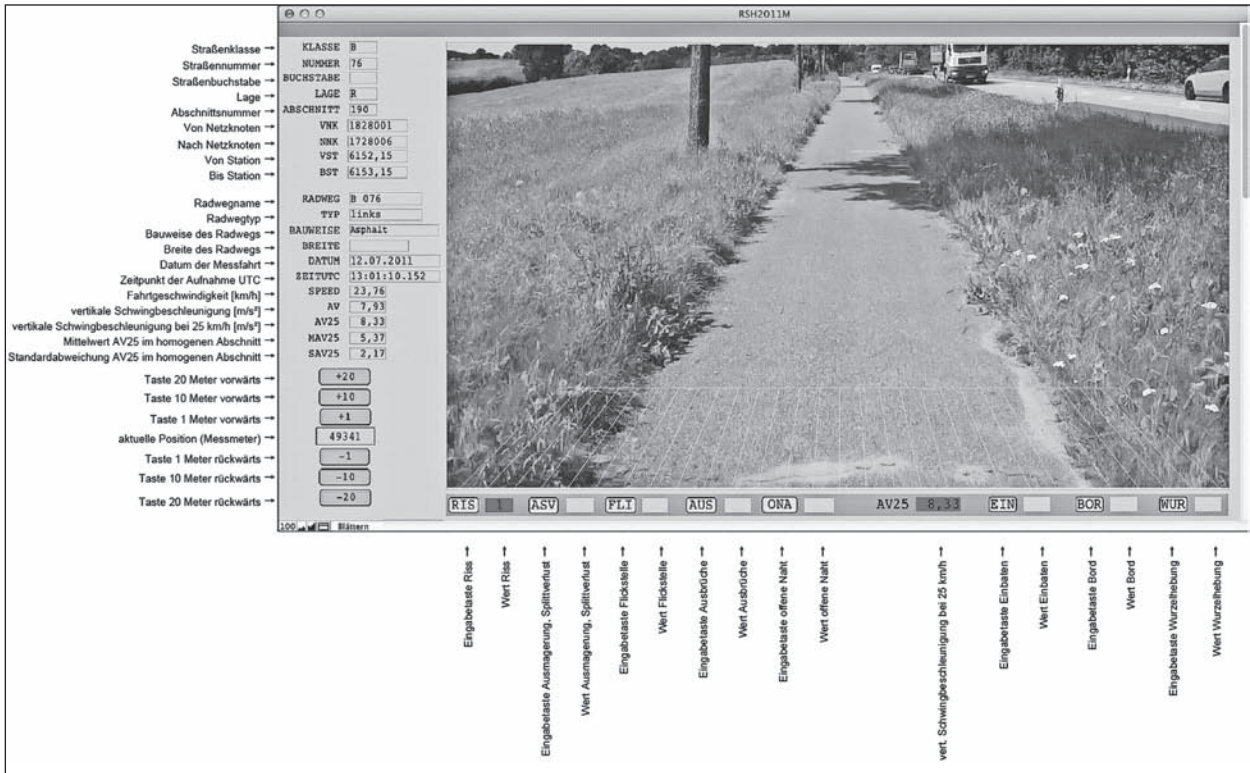 RSH2011M
Straßenklasse → KLASSE B
Straßennummer → NUMMER 76
Straßenbuchstabe → BUCHSTABE
Lage → LAGE R
Abschnittsnummer → ABSCHNITT 190
Von Netzknoten → VNK 1828001
Nach Netzknoten → NNK 1728006
Von Station → VST 6152,15
Bis Station → BST 6153,15
Radwegname → RADWEG B 076
Radwegtyp → TYP links
Bauweise des Radwegs → BAUWEISE Asphalt
Breite des Radwegs → BREITE
Datum der Messfahrt → DATUM 12.07.2011
Zeitpunkt der Aufnahme UTC → ZEITUTC 13:01:10.152
Fahrtgeschwindigkeit [km/h] → SPEED 23,76
vertikale Schwingbeschleunigung [m/s²] → AV 7,93
vertikale Schwingbeschleunigung bei 25 km/h [m/s²] → AV25 8,33
Mittelwert AV25 im homogenen Abschnitt → MAV25 5,37
Standardabweichung AV25 im homogenen Abschnitt → SAV25 2,17
Taste 20 Meter vorwärts → +20
Taste 10 Meter vorwärts → +10
Taste 1 Meter vorwärts → +1
aktuelle Position (Messmeter) → 49341
Taste 1 Meter rückwärts → -1
Taste 10 Meter rückwärts → -10
Taste 20 Meter rückwärts → -20
RIS 1 ASV FLI AUS ONA AV25 8,33 EIN BOR WUR
100 Blättern
Eingabetaste Riss →
Wert Riss →
Eingabetaste Ausmagerung, Splittverlust →
Wert Ausmagerung, Splittverlust →
Eingabetaste Flickstelle →
Wert Flickstelle →
Eingabetaste Ausbrüche →
Wert Ausbrüche →
Eingabetaste offene Naht →
Wert offene Naht →
vert. Schwingbeschleunigung bei 25 km/h →
Eingabetaste Einbaten →
Wert Einbaten →
Eingabetaste Bord →
Wert Bord →
Eingabetaste Wurzelhebung →
Wert Wurzelhebung →